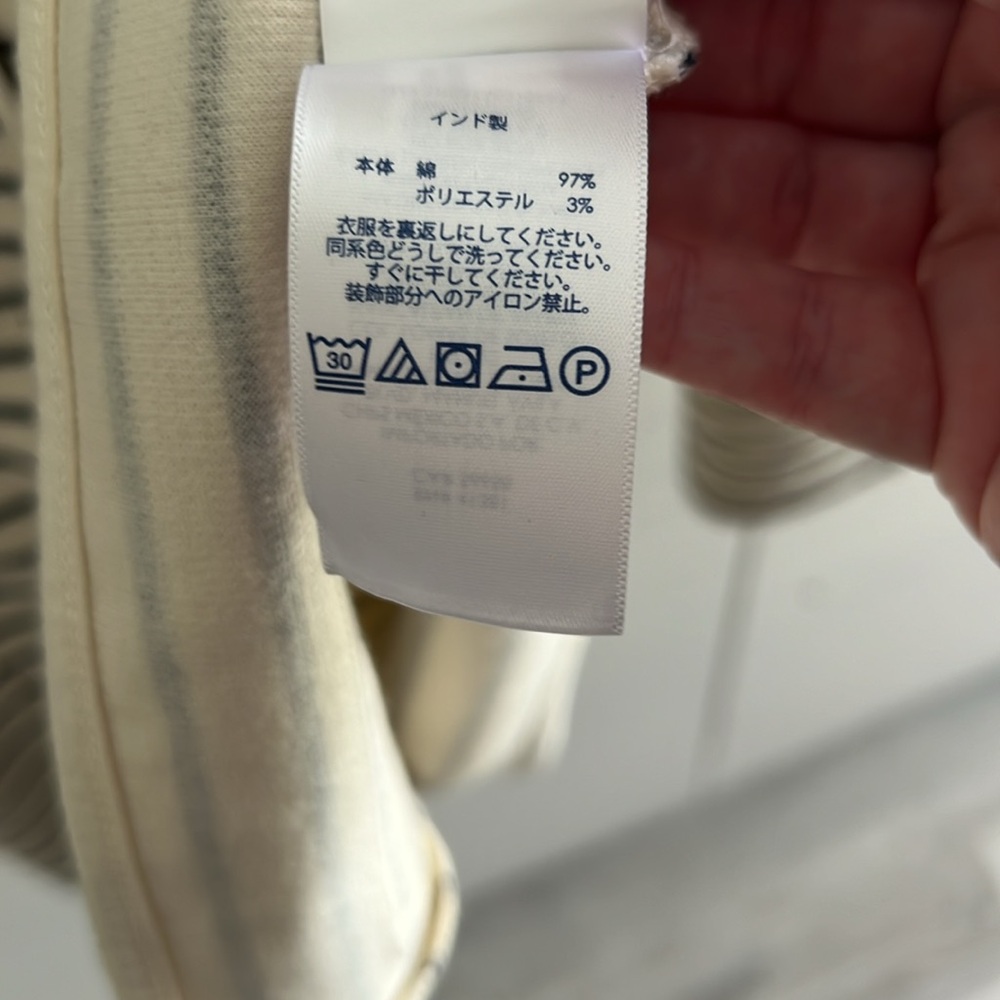 インド製
本体 綿 97%
ポリエステル 3%
衣服を裏返しにしてください。
同系色どうしで洗ってください。
すぐに干してください。
装飾部分へのアイロン禁止。
30 P